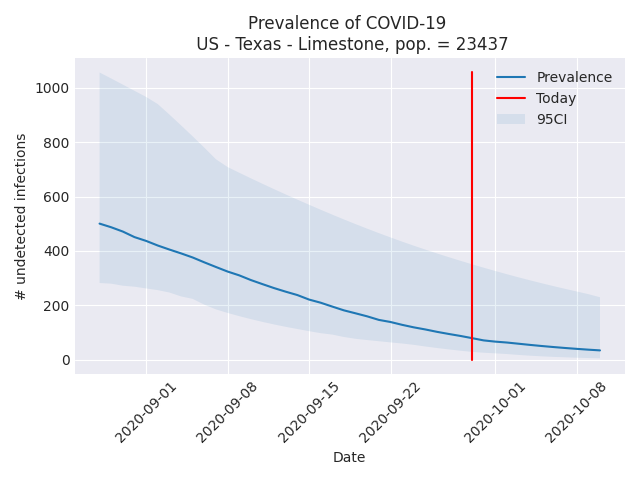 Prevalence of COVID-19
US - Texas - Limestone, pop. = 23437
Prevalence
Today
95CI
# undetected infections
1000
800
600
400
200
0
2020-09-01
2020-09-08
2020-09-15
2020-09-22
2020-10-01
2020-10-08
Date